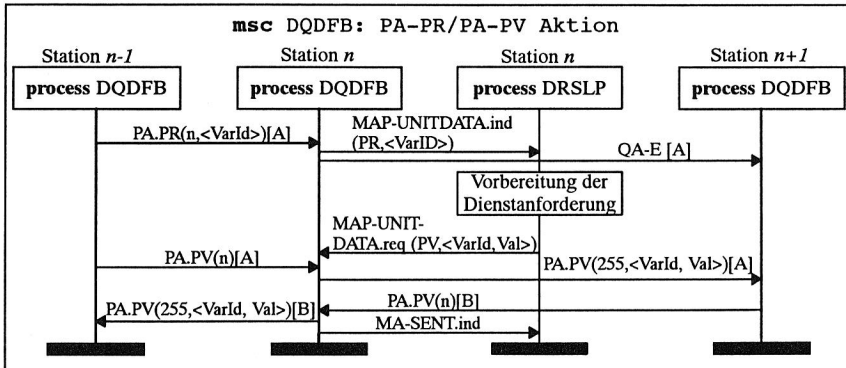 msc DQDFB: PA-PR/PA-PV Aktion
Station n-1
Station n
Station n
Station n+1
process DQDFB
process DQDFB
process DRSLP
process DQDFB
PA.PR(n,<VarId>)[A]
MAP-UNITDATA.ind
(PR,<VarID>)
QA-E [A]
Vorbereitung der
Dienstanforderung
MAP-UNIT-
DATA.req (PV,<VarId,Val>)
PA.PV(n)[A]
PA.PV(255,<VarId, Val>)[A]
PA.PV(n)[B]
PA.PV(255,<VarId, Val>)[B]
MA-SENT.ind